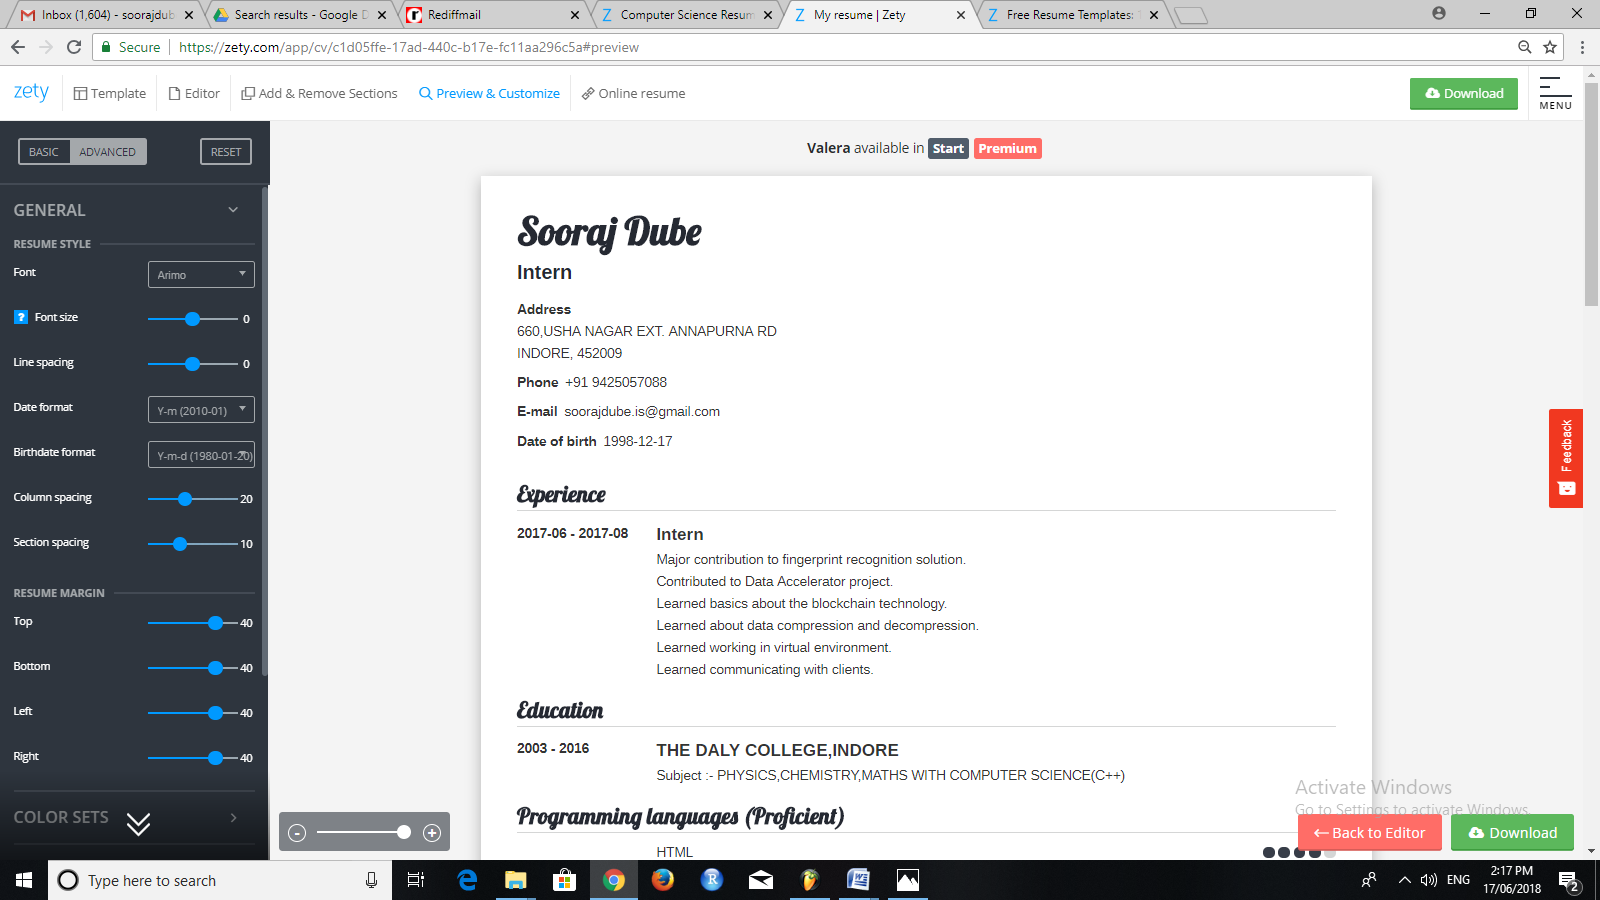 Inbox (1,604) - soorajdub
Search results - Google D
Rediffmail
Computer Science Resum
My resume | Zety
Free Resume Templates:
Secure
https://zety.com/app/cv/c1d05ffe-17ad-440c-b17e-fc11aa296c5a#preview
zety
Template
Editor
Add & Remove Sections
Preview & Customize
Online resume
Download
MENU
BASIC
ADVANCED
RESET
Valera available in Start Premium
GENERAL
RESUME STYLE
Font
Arimo
? Font size
0
Line spacing
0
Date format
Y-m (2010-01)
Birthdate format
Y-m-d (1980-01-20)
Column spacing
20
Section spacing
10
RESUME MARGIN
Top
40
Bottom
40
Left
40
Right
40
COLOR SETS
Sooraj Dube
Intern
Address
660,USHA NAGAR EXT. ANNAPURNA RD
INDORE, 452009
Phone +91 9425057088
E-mail soorajdube.is@gmail.com
Date of birth 1998-12-17
Experience
2017-06 - 2017-08
Intern
Major contribution to fingerprint recognition solution.
Contributed to Data Accelerator project.
Learned basics about the blockchain technology.
Learned about data compression and decompression.
Learned working in virtual environment.
Learned communicating with clients.
Education
2003 - 2016
THE DALY COLLEGE,INDORE
Subject :- PHYSICS,CHEMISTRY,MATHS WITH COMPUTER SCIENCE(C++)
Programming languages (Proficient)
HTML
Feedback
Activate Windows
Go to Settings to activate Windows.
Back to Editor
Download
Type here to search
ENG
2:17 PM
17/06/2018
2